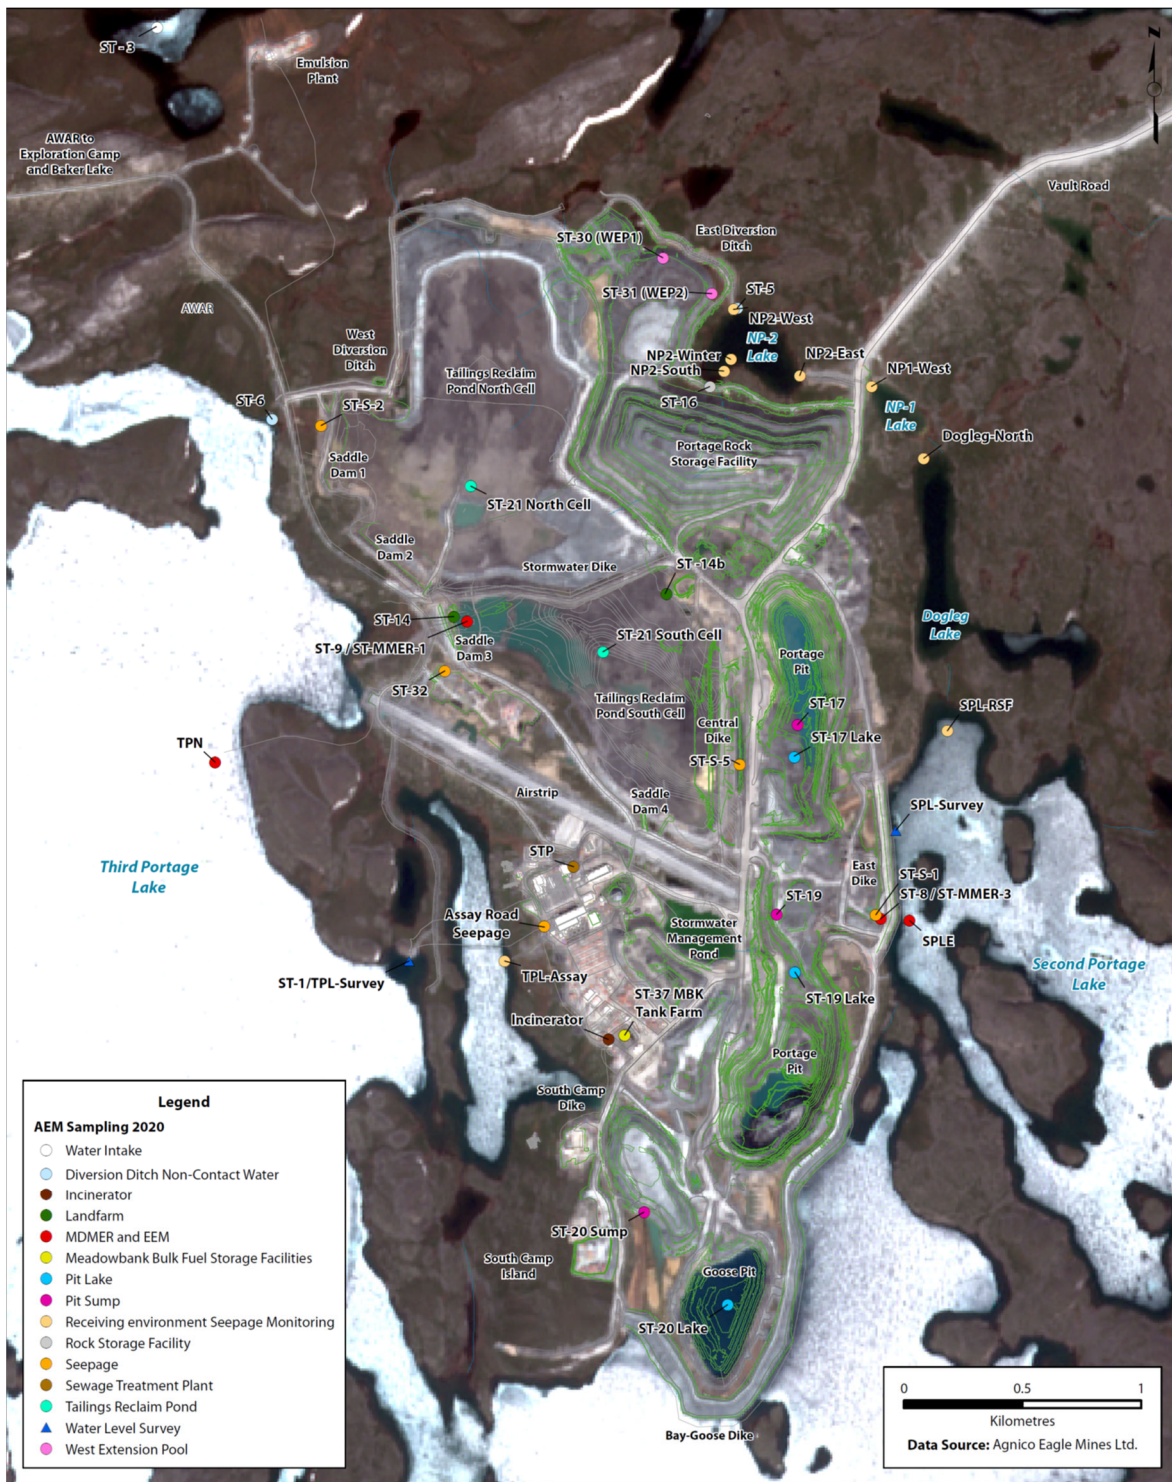 ST - 3
Emulsion
Plant
N
AWAR to
Exploration Camp
and Baker Lake
Vault Road
ST-30 (WEP1)
East Diversion
Ditch
ST-31 (WEP2)
ST-5
NP2-West
AWAR
NP-2
Lake
West
Diversion
Ditch
NP2-Winter
NP2-East
NP2-South
NP1-West
Tailings Reclaim
Pond North Cell
ST-6
ST-S-2
ST-16
NP-1
Lake
Dogleg-North
Portage Rock
Storage Facility
Saddle
Dam 1
ST-21 North Cell
Saddle
Dam 2
Stormwater Dike
ST -14b
ST-14
Dogleg
Lake
ST-9 / ST-MMER-1
Saddle
Dam 3
ST-21 South Cell
Portage
Pit
ST-32
Tailings Reclaim
Pond South Cell
ST-17
SPL-RSF
Central
Dike
TPN
ST-17 Lake
ST-S-5
Airstrip
Saddle
Dam 4
SPL-Survey
STP
Third Portage
Lake
East
Dike
ST-S-1
ST-8 / ST-MMER-3
ST-19
Assay Road
Seepage
Stormwater
Management
Pond
SPLE
Second Portage
Lake
ST-1/TPL-Survey
TPL-Assay
ST-37 MBK
Tank Farm
ST-19 Lake
Incinerator
Portage
Pit
South Camp
Dike
ST-20 Sump
South Camp
Island
Goose Pit
ST-20 Lake
Bay-Goose Dike
Legend
AEM Sampling 2020
Water Intake
Diversion Ditch Non-Contact Water
Incinerator
Landfarm
MDMER and EEM
Meadowbank Bulk Fuel Storage Facilities
Pit Lake
Pit Sump
Receiving environment Seepage Monitoring
Rock Storage Facility
Seepage
Sewage Treatment Plant
Tailings Reclaim Pond
Water Level Survey
West Extension Pool
0 0.5 1
Kilometres
Data Source: Agnico Eagle Mines Ltd.